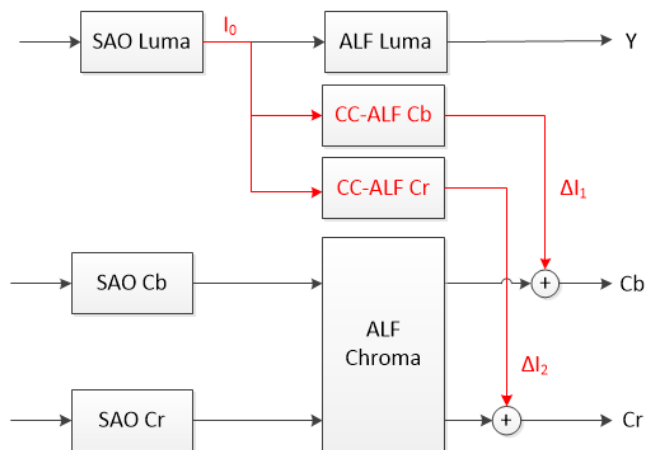 SAO Luma
I₀
ALF Luma
Y
CC-ALF Cb
CC-ALF Cr
ΔI₁
SAO Cb
ALF
Chroma
+
Cb
ΔI₂
SAO Cr
+
Cr